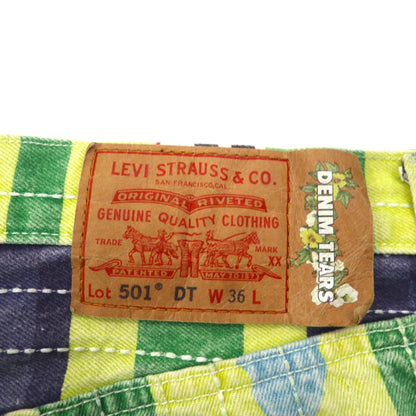 LEVI STRAUSS & CO.
SAN FRANCISCO, CAL.
ORIGINAL RIVETED
GENUINE QUALITY CLOTHING
TRADE MARK
XX
PATENTED MAY 20 1873
Lot 501® DT W 36 L
DENIM TEARS